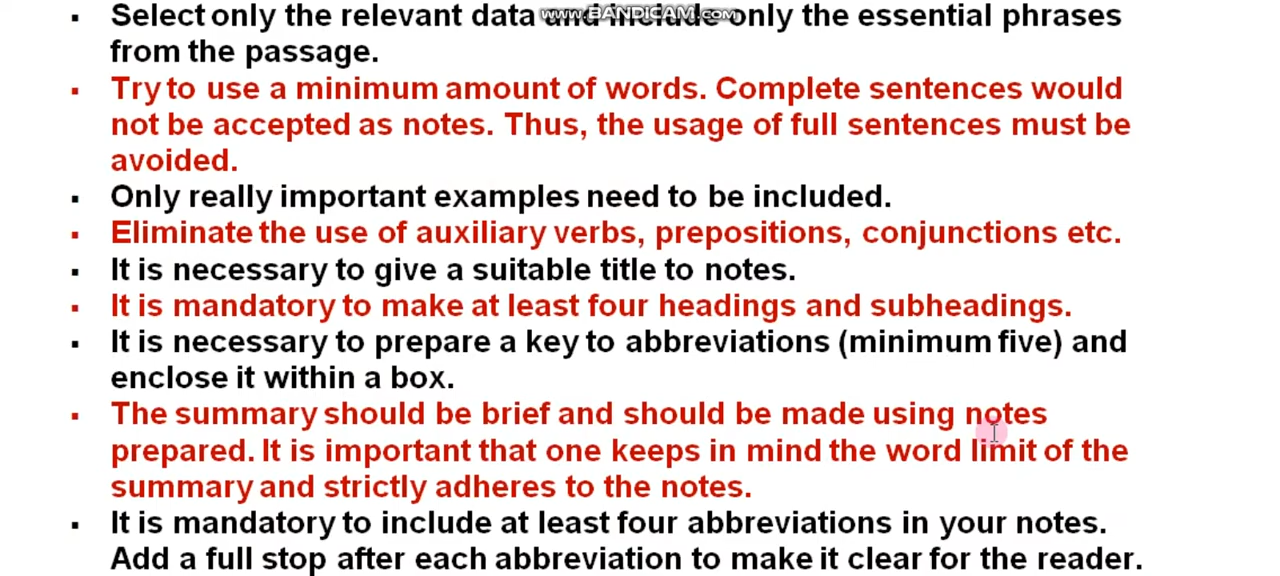 ▪ Select only the relevant data and include only the essential phrases
www.BANDICAM.com
from the passage.
▪ Try to use a minimum amount of words. Complete sentences would
not be accepted as notes. Thus, the usage of full sentences must be
avoided.
▪ Only really important examples need to be included.
▪ Eliminate the use of auxiliary verbs, prepositions, conjunctions etc.
▪ It is necessary to give a suitable title to notes.
▪ It is mandatory to make at least four headings and subheadings.
▪ It is necessary to prepare a key to abbreviations (minimum five) and
enclose it within a box.
▪ The summary should be brief and should be made using notes
prepared. It is important that one keeps in mind the word limit of the
summary and strictly adheres to the notes.
▪ It is mandatory to include at least four abbreviations in your notes.
Add a full stop after each abbreviation to make it clear for the reader.